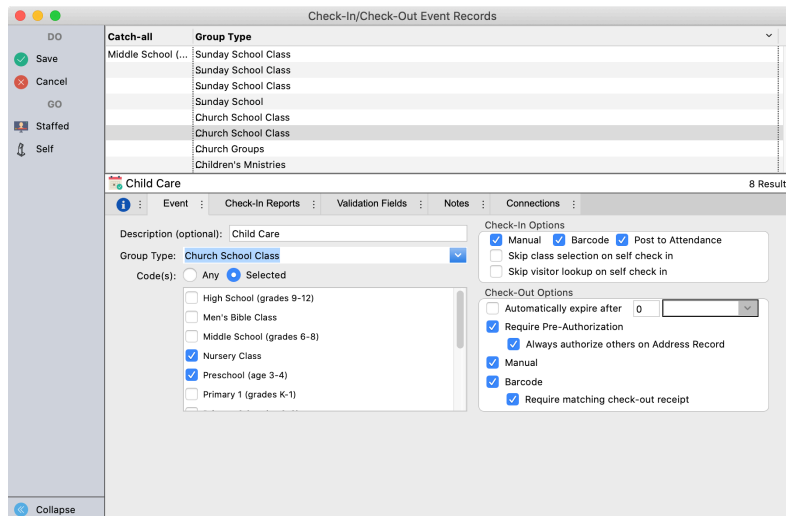 Check-In/Check-Out Event Records
DO
Save
Cancel
GO
Staffed
Self
Collapse
Catch-all Group Type
Middle School (... Sunday School Class
Sunday School Class
Sunday School Class
Sunday School
Church School Class
Church School Class
Church Groups
Children's Mnistries
Child Care 8 Result
Event Check-In Reports Validation Fields Notes Connections
Description (optional): Child Care
Group Type: Church School Class
Code(s): Any Selected
High School (grades 9-12)
Men's Bible Class
Middle School (grades 6-8)
Nursery Class
Preschool (age 3-4)
Primary 1 (grades K-1)
Check-In Options
Manual Barcode Post to Attendance
Skip class selection on self check in
Skip visitor lookup on self check in
Check-Out Options
Automatically expire after 0
Require Pre-Authorization
Always authorize others on Address Record
Manual
Barcode
Require matching check-out receipt